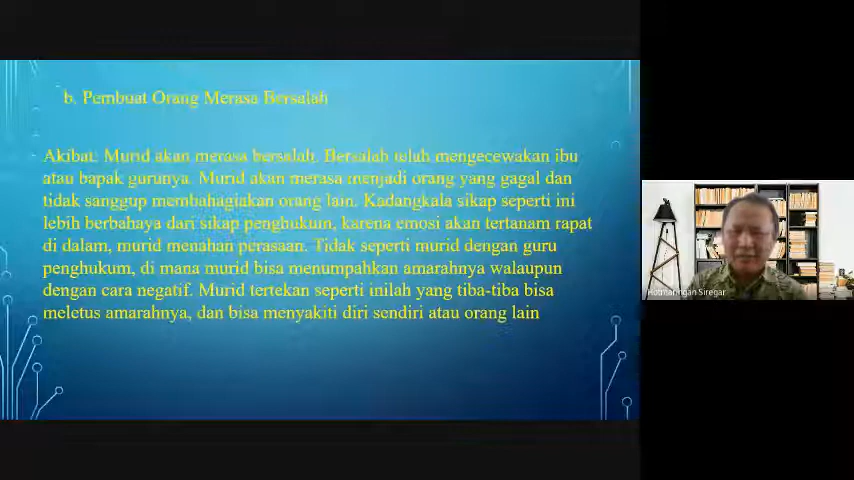 b. Pembuat Orang Merasa Bersalah
Akibat: Murid akan merasa bersalah. Bersalah telah mengecewakan ibu
atau bapak gurunya. Murid akan merasa menjadi orang yang gagal dan
tidak sanggup membahagiakan orang lain. Kadangkala sikap seperti ini
lebih berbahaya dari sikap penghukum, karena emosi akan tertanam rapat
di dalam, murid menahan perasaan. Tidak seperti murid dengan guru
penghukum, di mana murid bisa menumpahkan amarahnya walaupun
dengan cara negatif. Murid tertekan seperti inilah yang tiba-tiba bisa
meletus amarahnya, dan bisa menyakiti diri sendiri atau orang lain
Hotmaringan Siregar